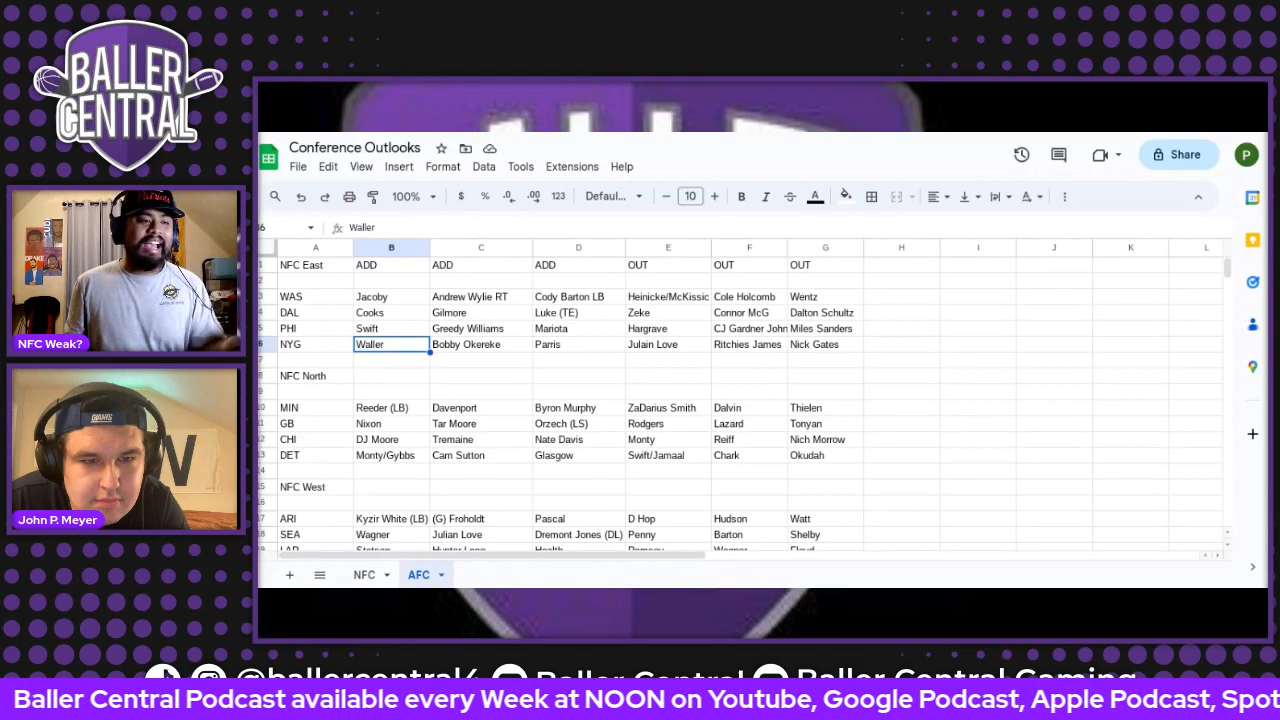 BALLER
CENTRAL
NFC Weak?
GIANTS
John P. Meyer
Conference Outlooks
File Edit View Insert Format Data Tools Extensions Help
Share
P
100% $ % .0 .00 123 Defaul... 10 B I A
Waller
A B C D E F G H I J K L
NFC East ADD ADD ADD OUT OUT OUT
WAS Jacoby Andrew Wylie RT Cody Barton LB Heinicke/McKissic Cole Holcomb Wentz
DAL Cooks Gilmore Luke (TE) Zeke Connor McG Dalton Schultz
PHI Swift Greedy Williams Mariota Hargrave CJ Gardner John Miles Sanders
NYG Waller Bobby Okereke Parris Julain Love Ritchies James Nick Gates
NFC North
MIN Reeder (LB) Davenport Byron Murphy ZaDarius Smith Dalvin Thielen
GB Nixon Tar Moore Orzech (LS) Rodgers Lazard Tonyan
CHI DJ Moore Tremaine Nate Davis Monty Reiff Nich Morrow
DET Monty/Gybbs Cam Sutton Glasgow Swift/Jamaal Chark Okudah
NFC West
ARI Kyzir White (LB) (G) Froholdt Pascal D Hop Hudson Watt
SEA Wagner Julian Love Dremont Jones (DL) Penny Barton Shelby
NFC AFC
Baller Central Baller Central Gaming
Baller Central Podcast available every Week at NOON on Youtube, Google Podcast, Apple Podcast, Spot